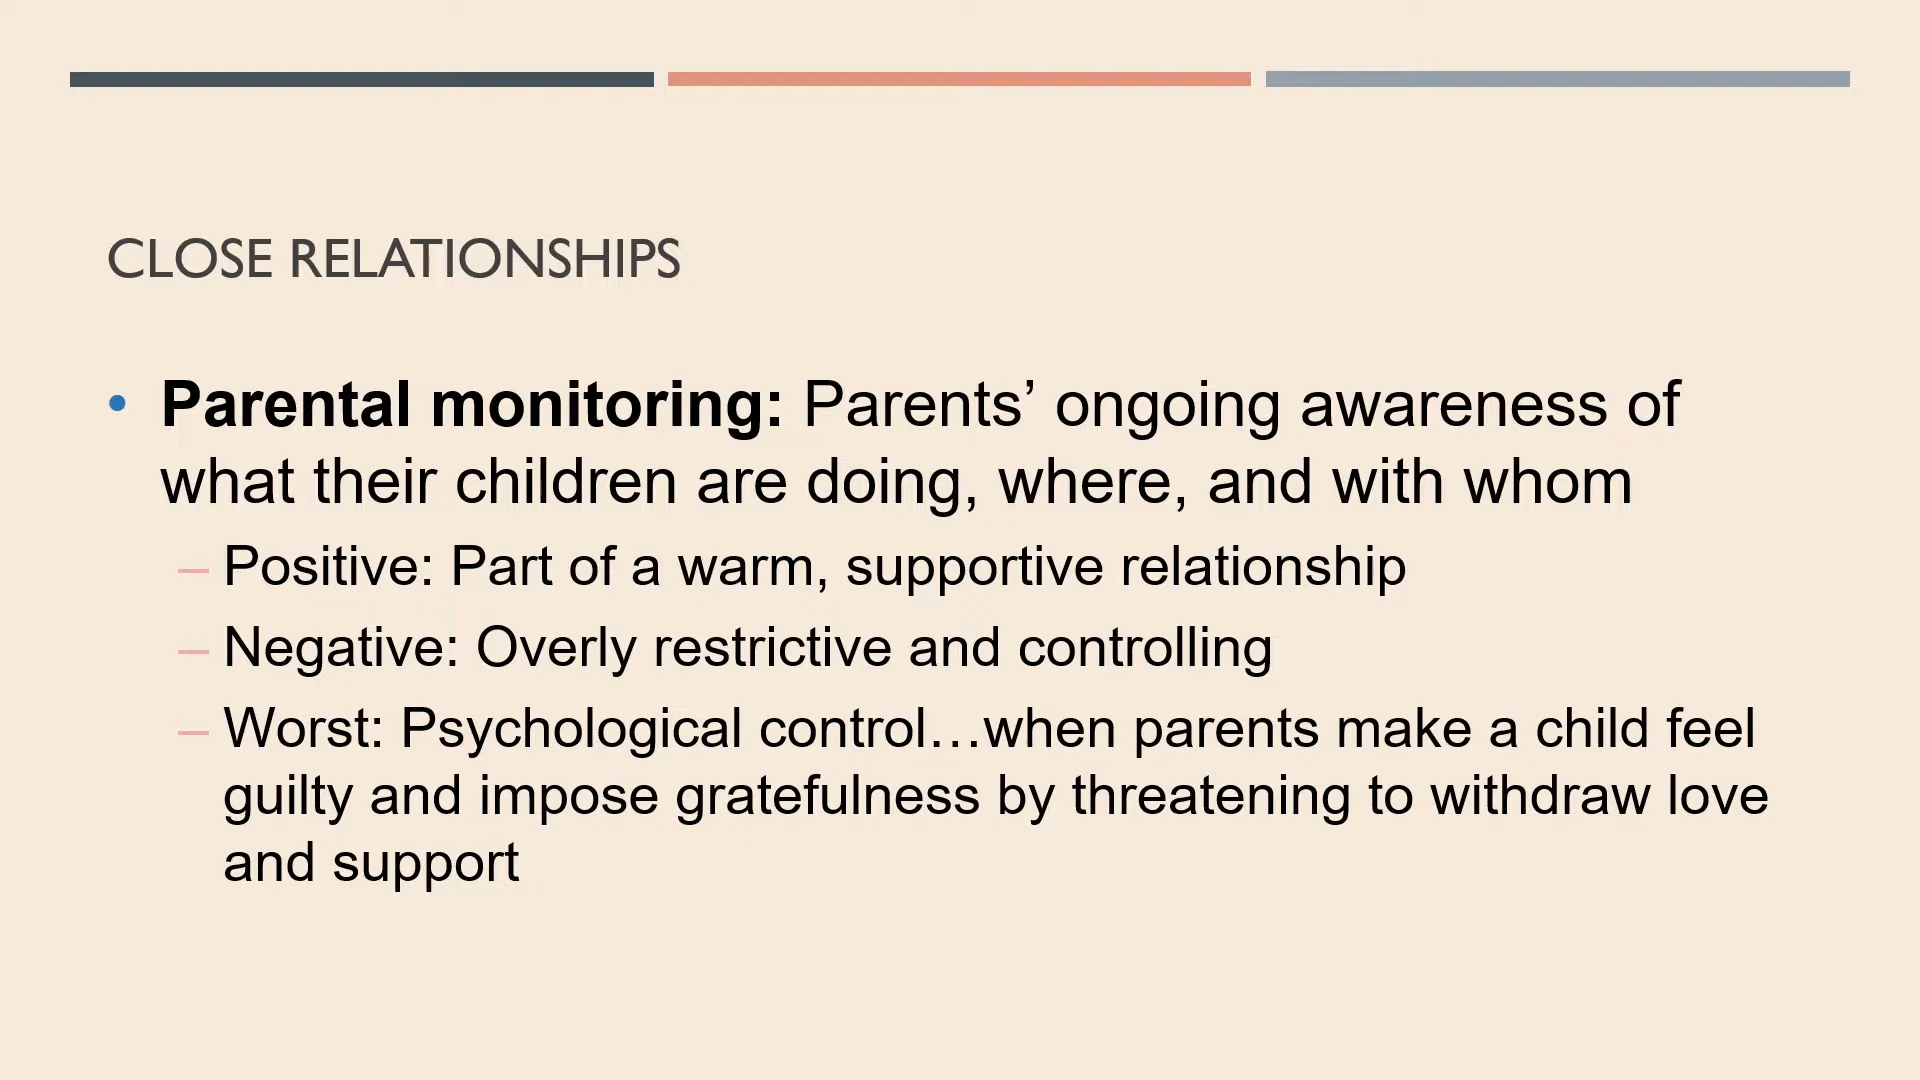 CLOSE RELATIONSHIPS
• Parental monitoring: Parents’ ongoing awareness of
what their children are doing, where, and with whom
– Positive: Part of a warm, supportive relationship
– Negative: Overly restrictive and controlling
– Worst: Psychological control…when parents make a child feel
guilty and impose gratefulness by threatening to withdraw love
and support